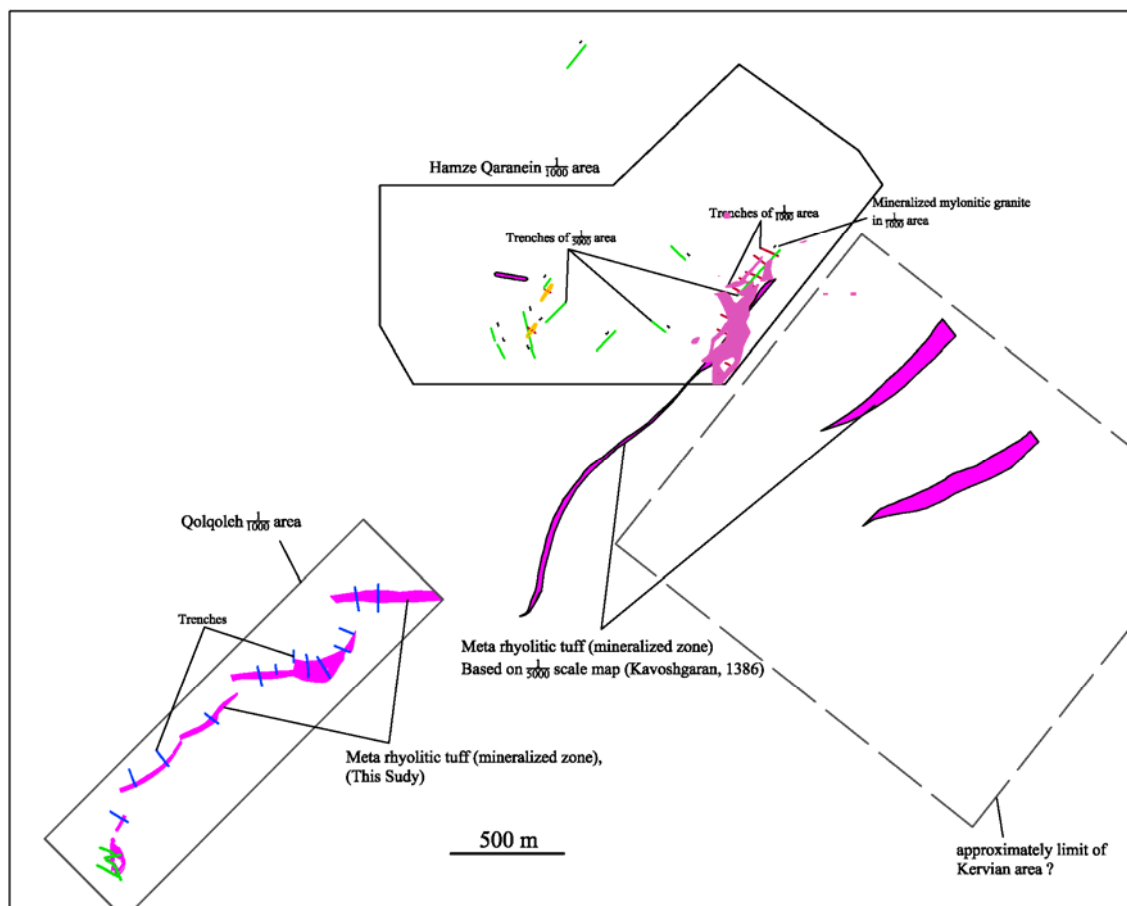 Hamze Qaranein 1/1000 area
Mineralized mylonitic granite
in 1/1000 area
Trenches of 1/1000 area
Trenches of 1/5000 area
Qolqoleh 1/1000 area
Trenches
Meta rhyolitic tuff (mineralized zone)
Based on 1/5000 scale map (Kavoshgaran, 1386)
Meta rhyolitic tuff (mineralized zone),
(This Sudy)
500 m
approximately limit of
Kervian area ?